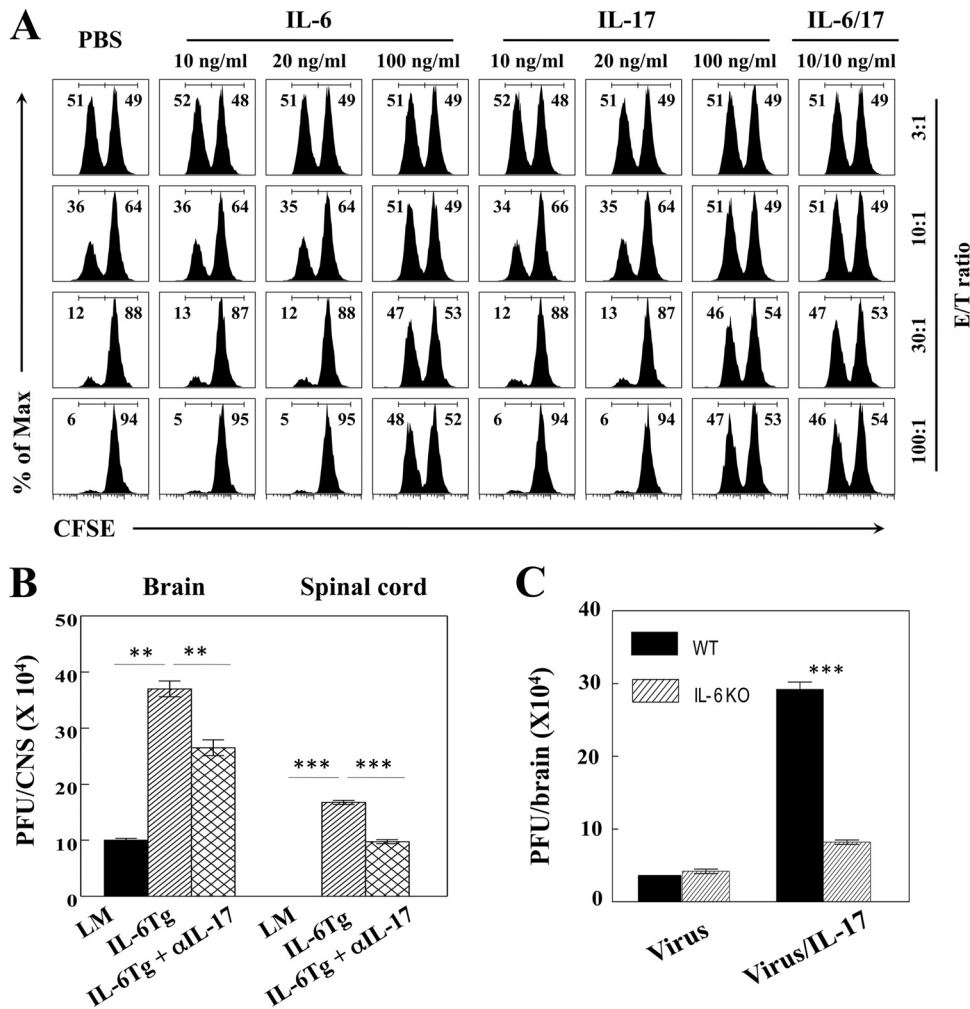 A
PBS
IL-6
IL-17
IL-6/17
10 ng/ml 20 ng/ml 100 ng/ml 10 ng/ml 20 ng/ml 100 ng/ml 10/10 ng/ml
51 49 52 48 51 49 51 49 52 48 51 49 51 49 51 49
3:1
36 64 36 64 35 64 51 49 34 66 35 64 51 49 51 49
10:1
12 88 13 87 12 88 47 53 12 88 13 87 46 54 47 53
30:1
6 94 5 95 5 95 48 52 6 94 6 94 47 53 46 54
100:1
E/T ratio
% of Max
CFSE
B
Brain
Spinal cord
PFU/CNS (X 10⁴)
50
40
30
20
10
0
** **
*** ***
LM
IL-6Tg
IL-6Tg + αIL-17
LM
IL-6Tg
IL-6Tg + αIL-17
C
PFU/brain (X10⁴)
40
30
20
10
0
WT
IL-6 KO
***
Virus
Virus/IL-17